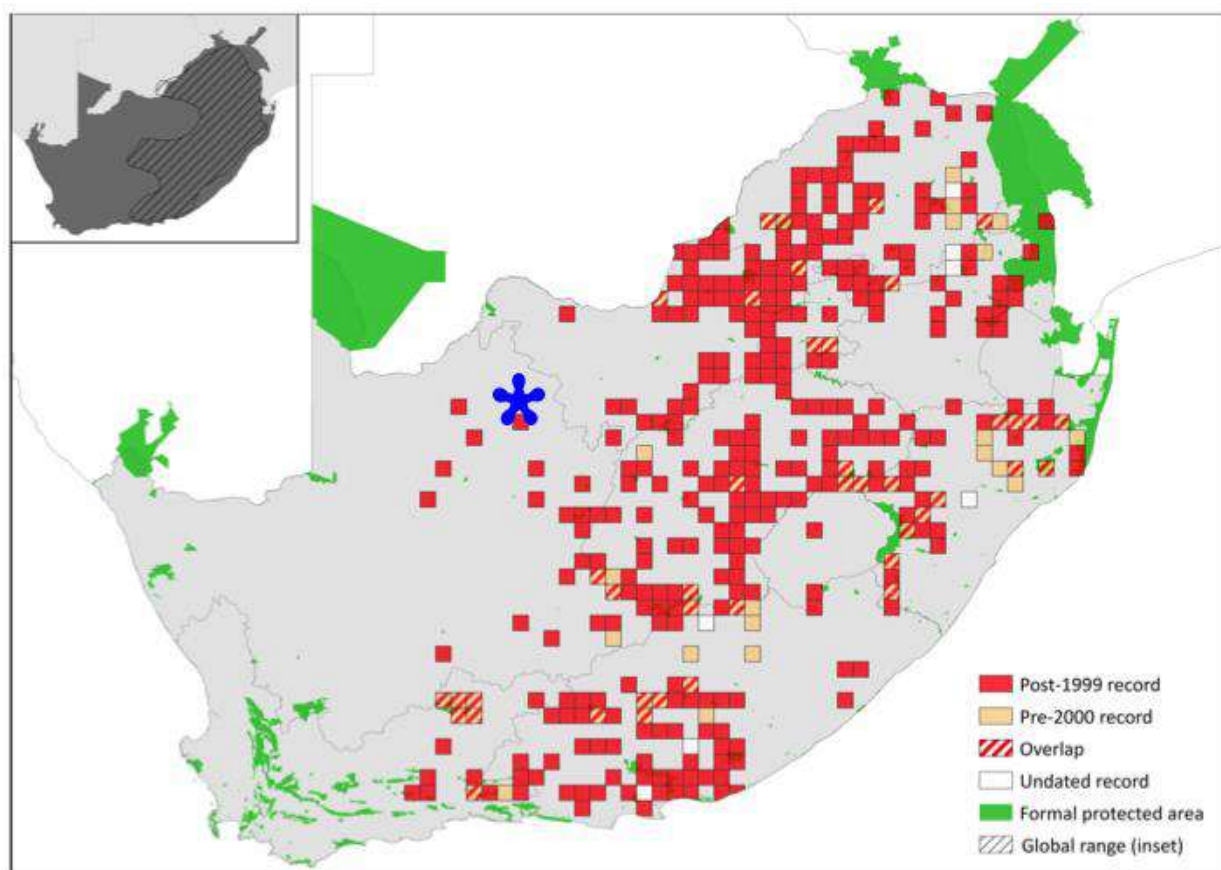 Post-1999 record
Pre-2000 record
Overlap
Undated record
Formal protected area
Global range (inset)